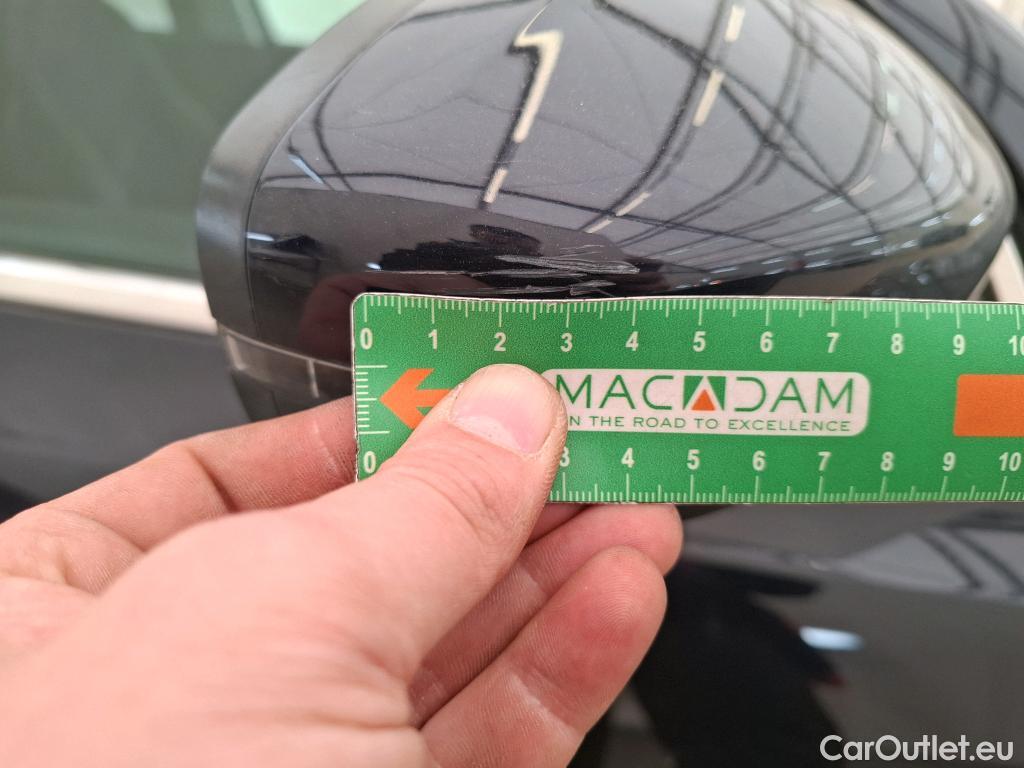 0 1 2 3 4 5 6 7 8 9 10
MACADAM
N THE ROAD TO EXCELLENCE
0 3 4 5 6 7 8 9 10
CarOutlet.eu